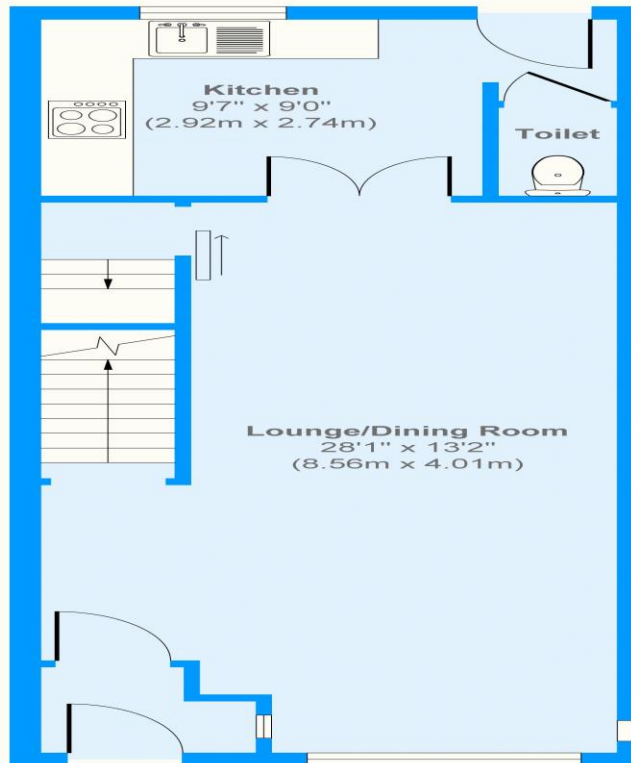 Kitchen
9'7" x 9'0"
(2.92m x 2.74m)
Toilet
Lounge/Dining Room
28'1" x 13'2"
(8.56m x 4.01m)